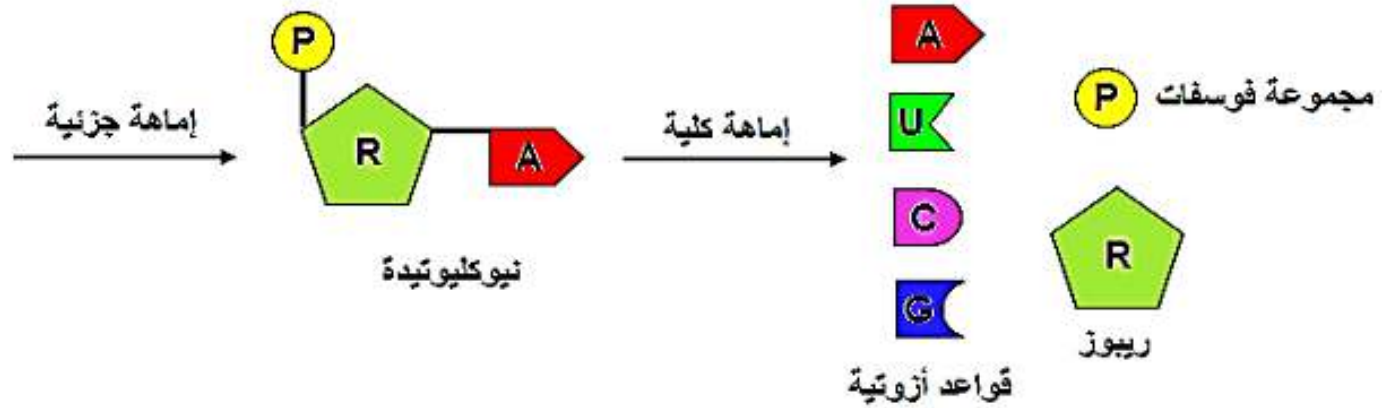 P
إماهة جزئية
R
A
نيوكليوتيدة
إماهة كلية
A
U
C
G
قواعد أزوتية
P
مجموعة فوسفات
R
ريبوز